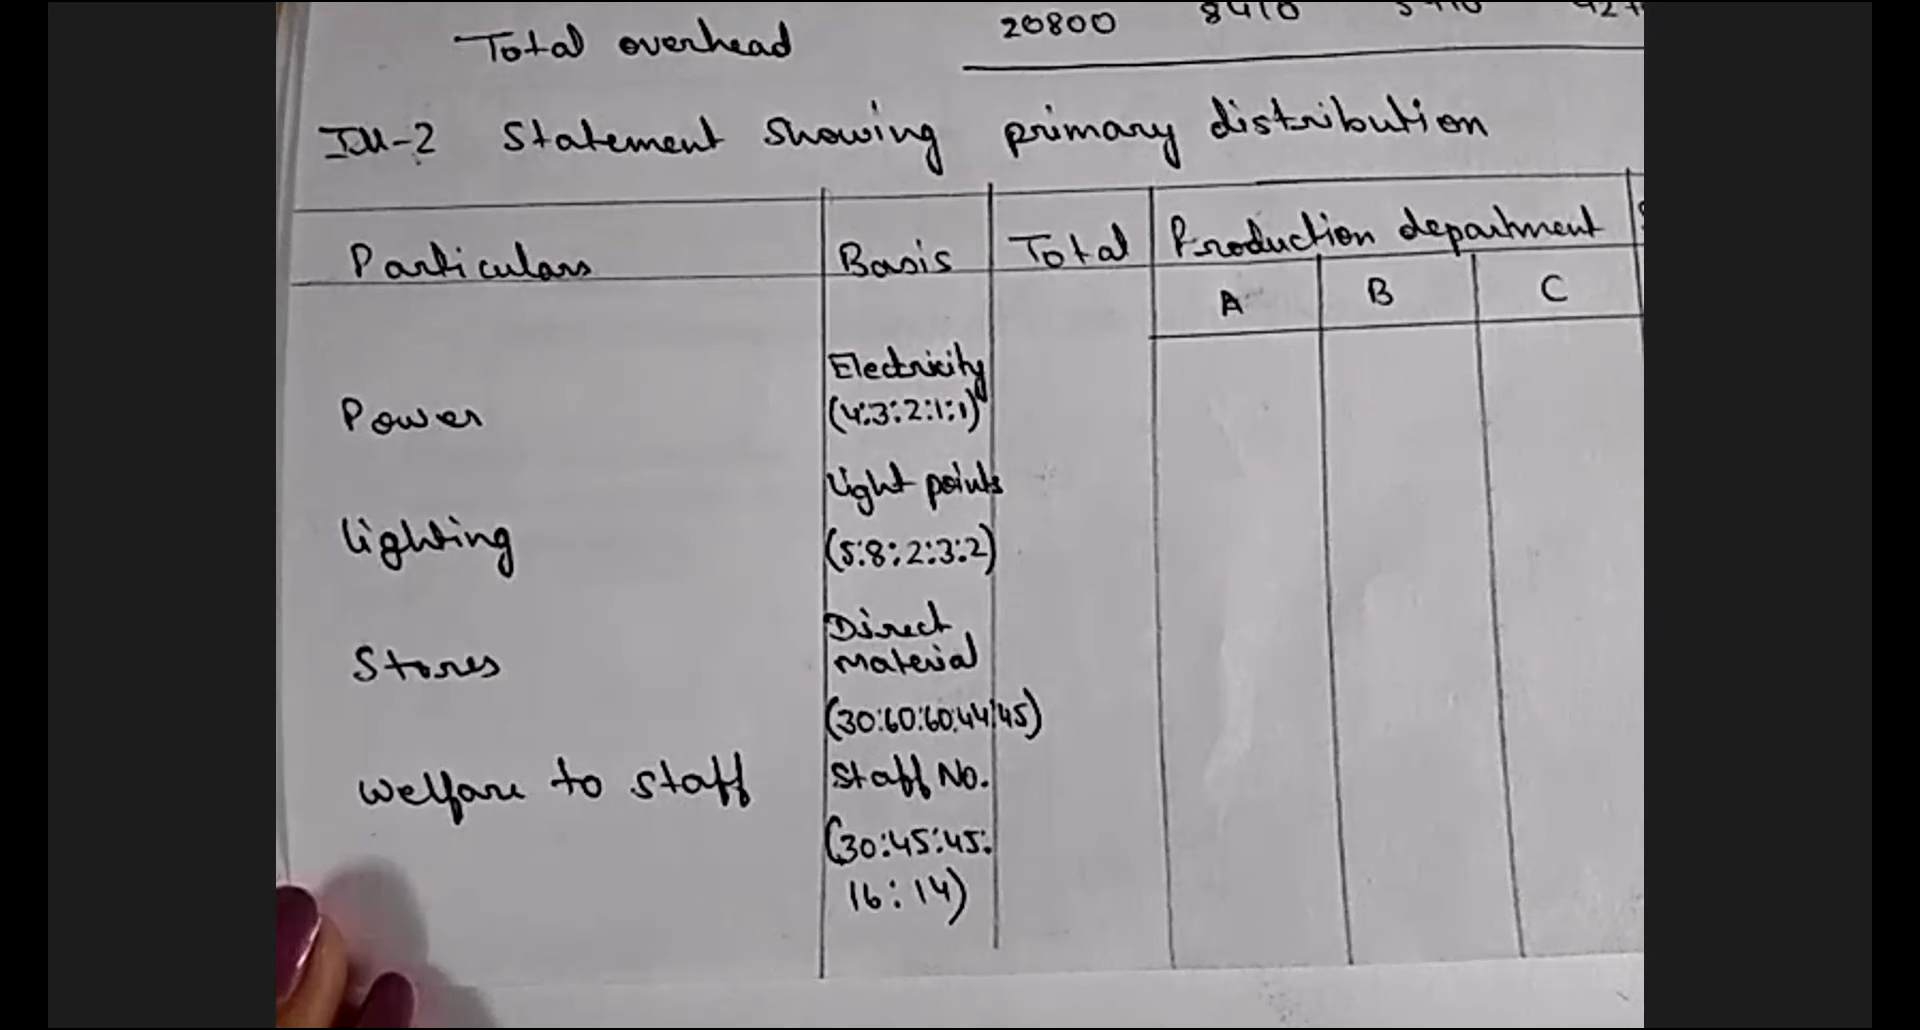 Total overhead 20800 8410
Ill-2 Statement showing primary distribution
Particulars Basis Total Production department
A B C
Power Electricity
(4:3:2:1:1)
Lighting Light points
(5:8:2:3:2)
Stores Direct
Material
(30:60:60:44:45)
Welfare to staff Staff No.
(30:45:45:
16:14)